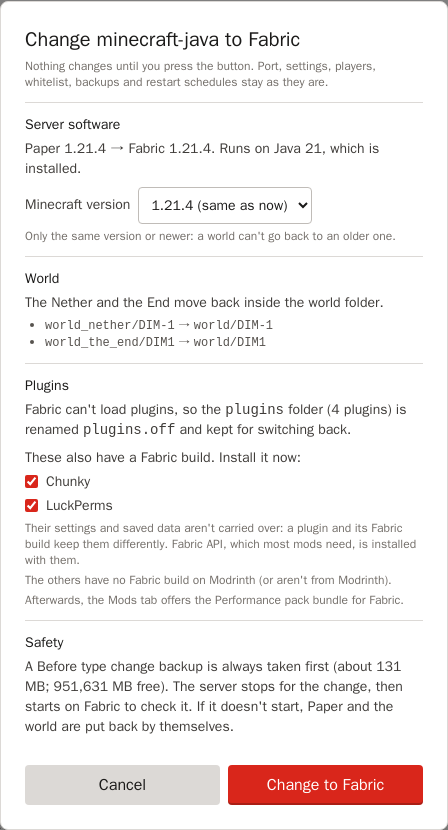 Change minecraft-java to Fabric
Nothing changes until you press the button. Port, settings, players,
whitelist, backups and restart schedules stay as they are.
Server software
Paper 1.21.4 → Fabric 1.21.4. Runs on Java 21, which is
installed.
Minecraft version 1.21.4 (same as now)
Only the same version or newer: a world can't go back to an older one.
World
The Nether and the End move back inside the world folder.
• world_nether/DIM-1 → world/DIM-1
• world_the_end/DIM1 → world/DIM1
Plugins
Fabric can't load plugins, so the plugins folder (4 plugins) is
renamed plugins.off and kept for switching back.
These also have a Fabric build. Install it now:
Chunky
LuckPerms
Their settings and saved data aren't carried over: a plugin and its Fabric
build keep them differently. Fabric API, which most mods need, is installed
with them.
The others have no Fabric build on Modrinth (or aren't from Modrinth).
Afterwards, the Mods tab offers the Performance pack bundle for Fabric.
Safety
A Before type change backup is always taken first (about 131
MB; 951,631 MB free). The server stops for the change, then
starts on Fabric to check it. If it doesn't start, Paper and the
world are put back by themselves.
Cancel
Change to Fabric